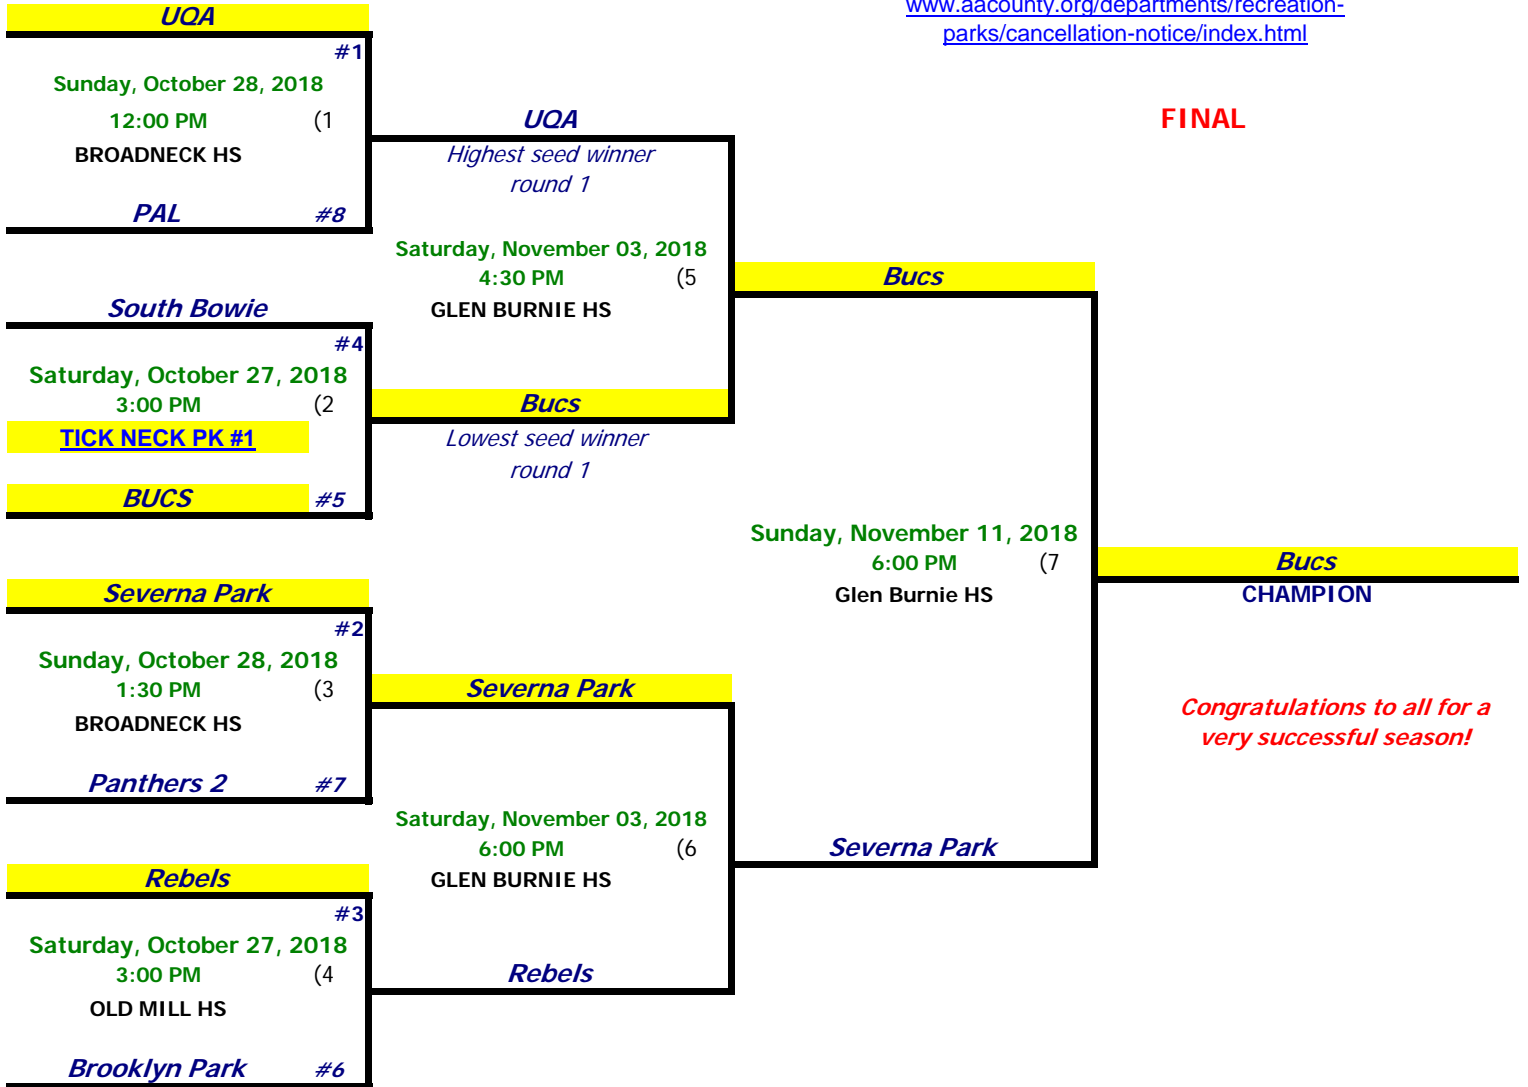 UQA
#1
Sunday, October 28, 2018
12:00 PM (1
BROADNECK HS
PAL #8
South Bowie
#4
Saturday, October 27, 2018
3:00 PM (2
TICK NECK PK #1
BUCS #5
Severna Park
#2
Sunday, October 28, 2018
1:30 PM (3
BROADNECK HS
Panthers 2 #7
Rebels
#3
Saturday, October 27, 2018
3:00 PM (4
OLD MILL HS
Brooklyn Park #6
UQA
Highest seed winner
round 1
Saturday, November 03, 2018
4:30 PM (5
GLEN BURNIE HS
Bucs
Lowest seed winner
round 1
Severna Park
Saturday, November 03, 2018
6:00 PM (6
GLEN BURNIE HS
Rebels
Bucs
Sunday, November 11, 2018
6:00 PM (7
Glen Burnie HS
Severna Park
www.aacounty.org/departments/recreation-
parks/cancellation-notice/index.html
FINAL
Bucs
CHAMPION
Congratulations to all for a
very successful season!